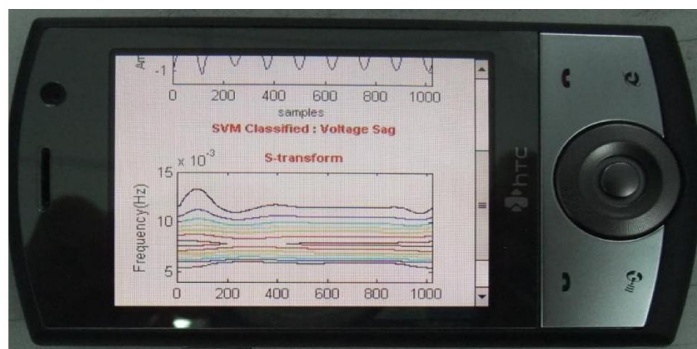 -1
0 200 400 600 800 1000
samples
SVM Classified : Voltage Sag
S-transform
x 10⁻³
15
10
5
Frequency(Hz)
0 200 400 600 800 1000
hTC